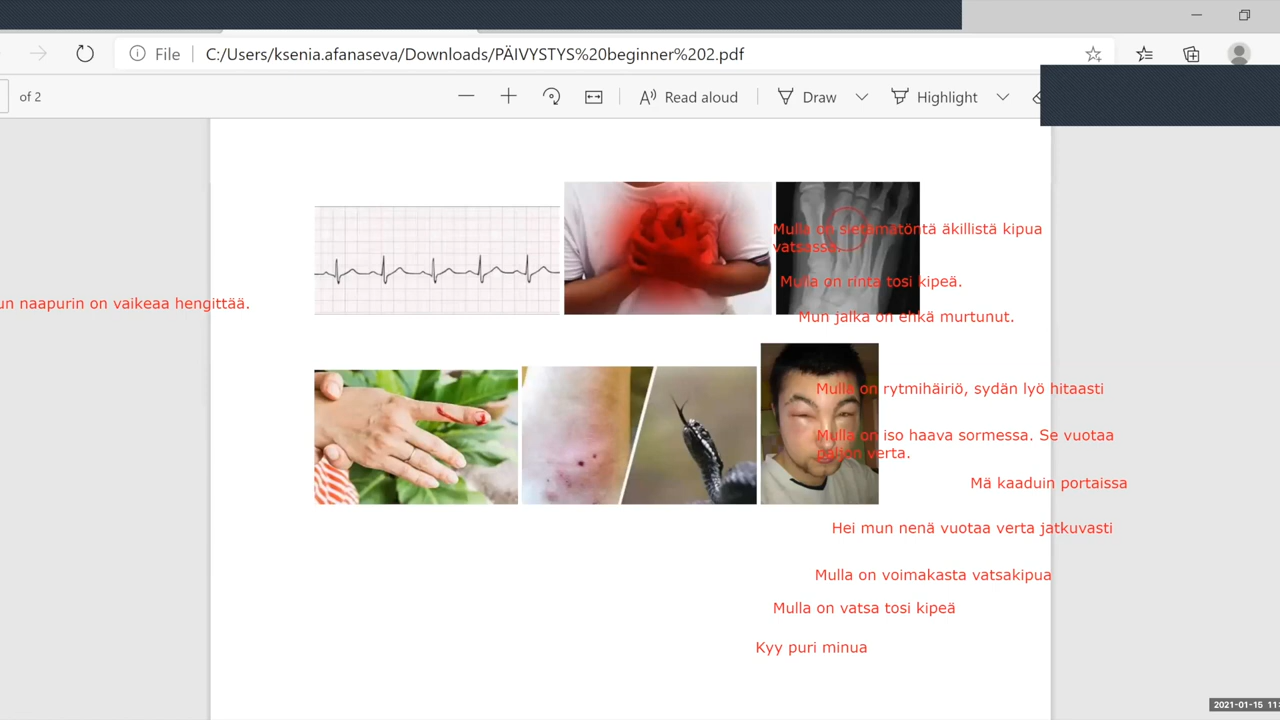 File
C:/Users/ksenia.afanaseva/Downloads/PÄIVYSTYS%20beginner%202.pdf
of 2
Read aloud
Draw
Highlight
Mulla on sietämätöntä äkillistä kipua
vatsassa.
Mulla on rinta tosi kipeä.
un naapurin on vaikeaa hengittää.
Mun jalka on ehkä murtunut.
Mulla on rytmihäiriö, sydän lyö hitaasti
Mulla on iso haava sormessa. Se vuotaa
paljon verta.
Mä kaaduin portaissa
Hei mun nenä vuotaa verta jatkuvasti
Mulla on voimakasta vatsakipua
Mulla on vatsa tosi kipeä
Kyy puri minua
2021-01-15